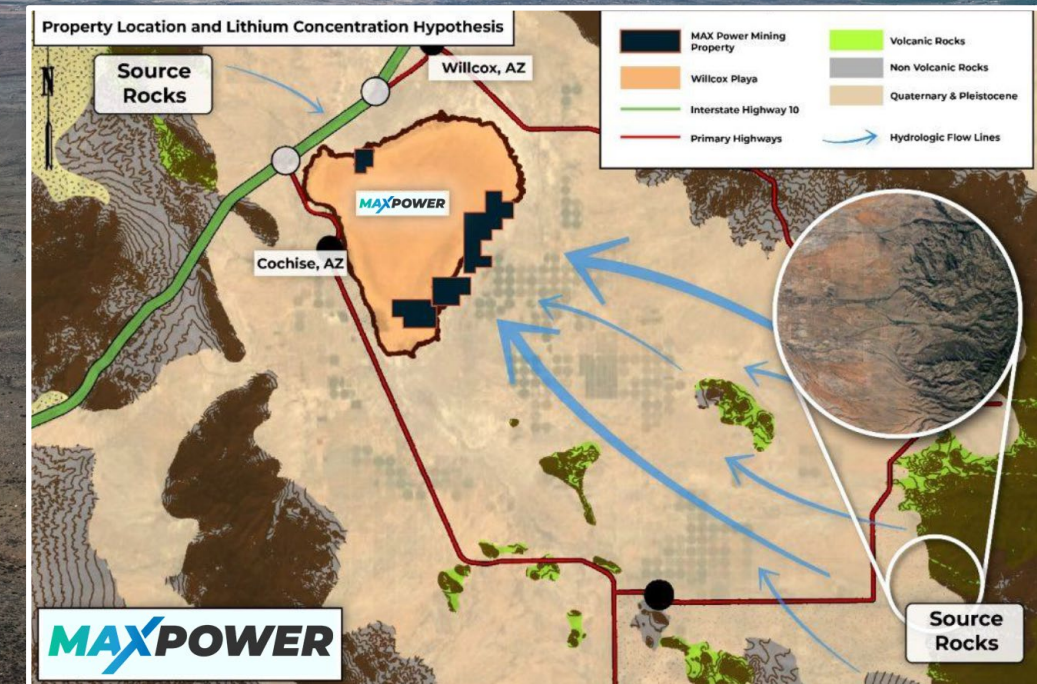 Property Location and Lithium Concentration Hypothesis
N
Source
Rocks
Willcox, AZ
MAX Power Mining
Property
Willcox Playa
Interstate Highway 10
Primary Highways
Volcanic Rocks
Non Volcanic Rocks
Quaternary & Pleistocene
Hydrologic Flow Lines
MAXPOWER
Cochise, AZ
Source
Rocks
MAXPOWER